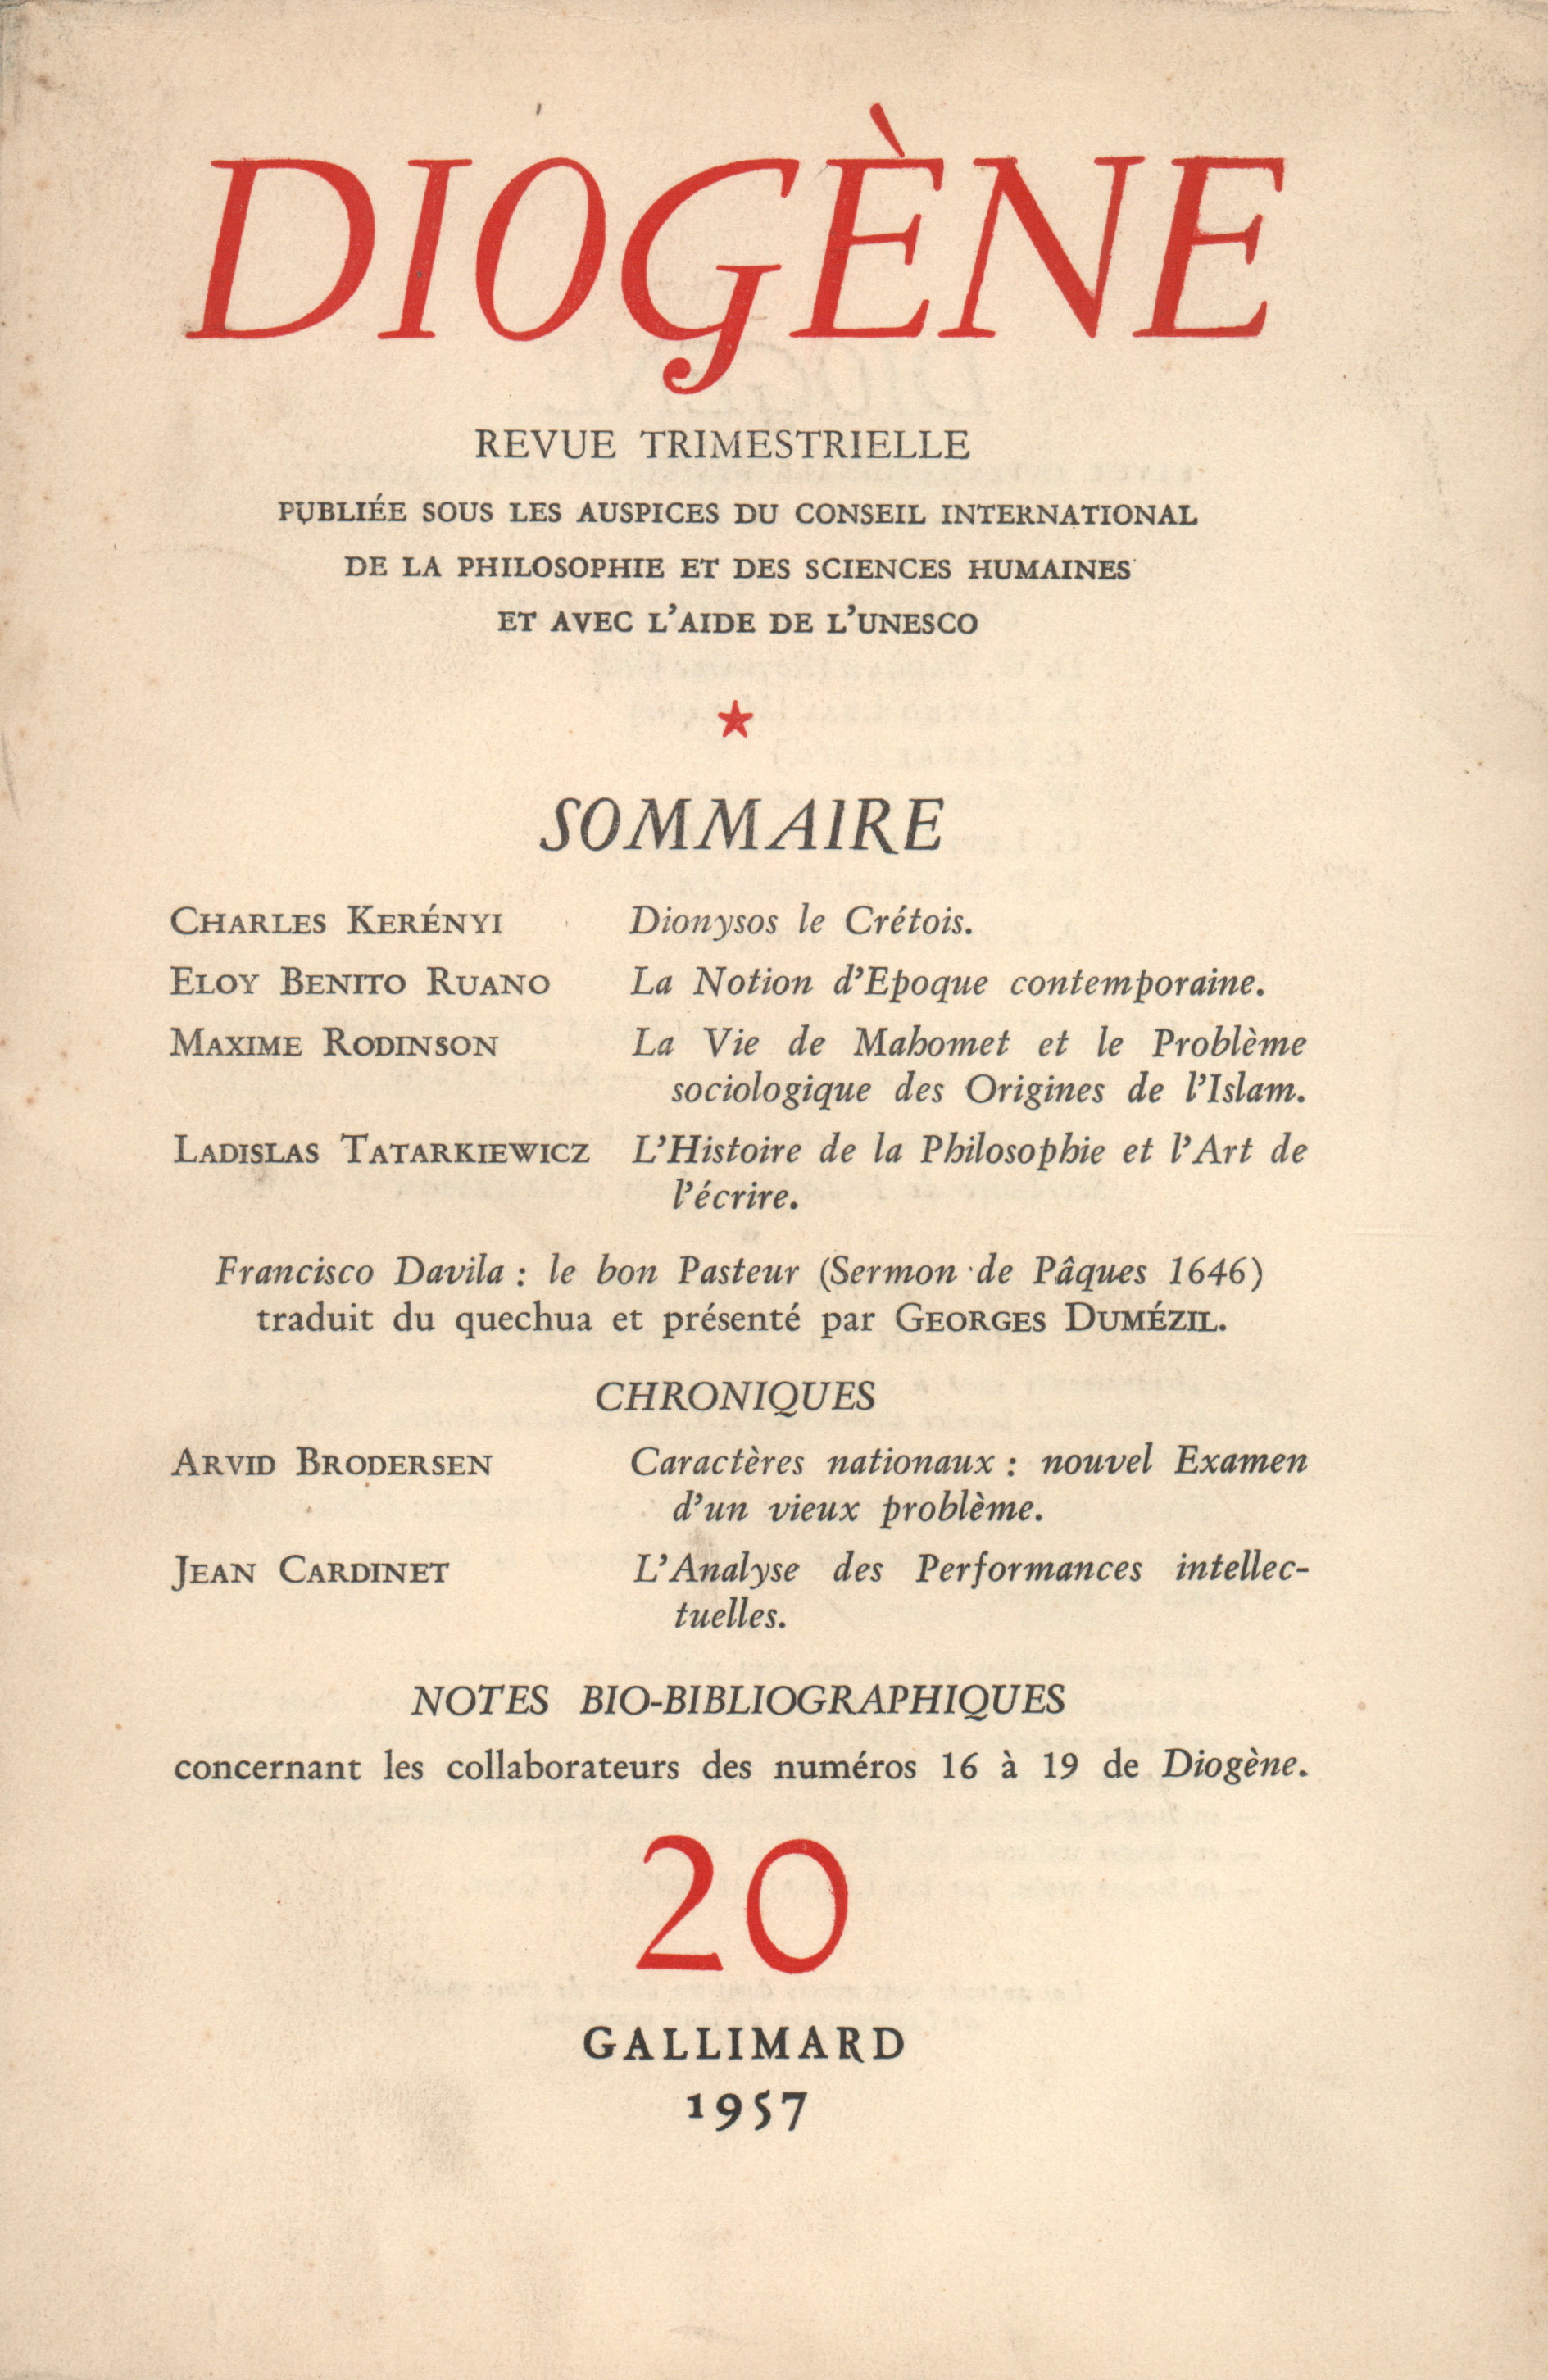 DIOGÈNE
REVUE TRIMESTRIELLE
PUBLIÉE SOUS LES AUSPICES DU CONSEIL INTERNATIONAL
DE LA PHILOSOPHIE ET DES SCIENCES HUMAINES
ET AVEC L'AIDE DE L'UNESCO
SOMMAIRE
CHARLES KERÉNYI Dionysos le Crétois.
ELOY BENITO RUANO La Notion d'Epoque contemporaine.
MAXIME RODINSON La Vie de Mahomet et le Problème
sociologique des Origines de l'Islam.
LADISLAS TATARKIEWICZ L'Histoire de la Philosophie et l'Art de
l'écrire.
Francisco Davila : le bon Pasteur (Sermon de Pâques 1646)
traduit du quechua et présenté par GEORGES DUMÉZIL.
CHRONIQUES
ARVID BRODERSEN Caractères nationaux : nouvel Examen
d'un vieux problème.
JEAN CARDINET L'Analyse des Performances intellec-
tuelles.
NOTES BIO-BIBLIOGRAPHIQUES
concernant les collaborateurs des numéros 16 à 19 de Diogène.
20
GALLIMARD
1957